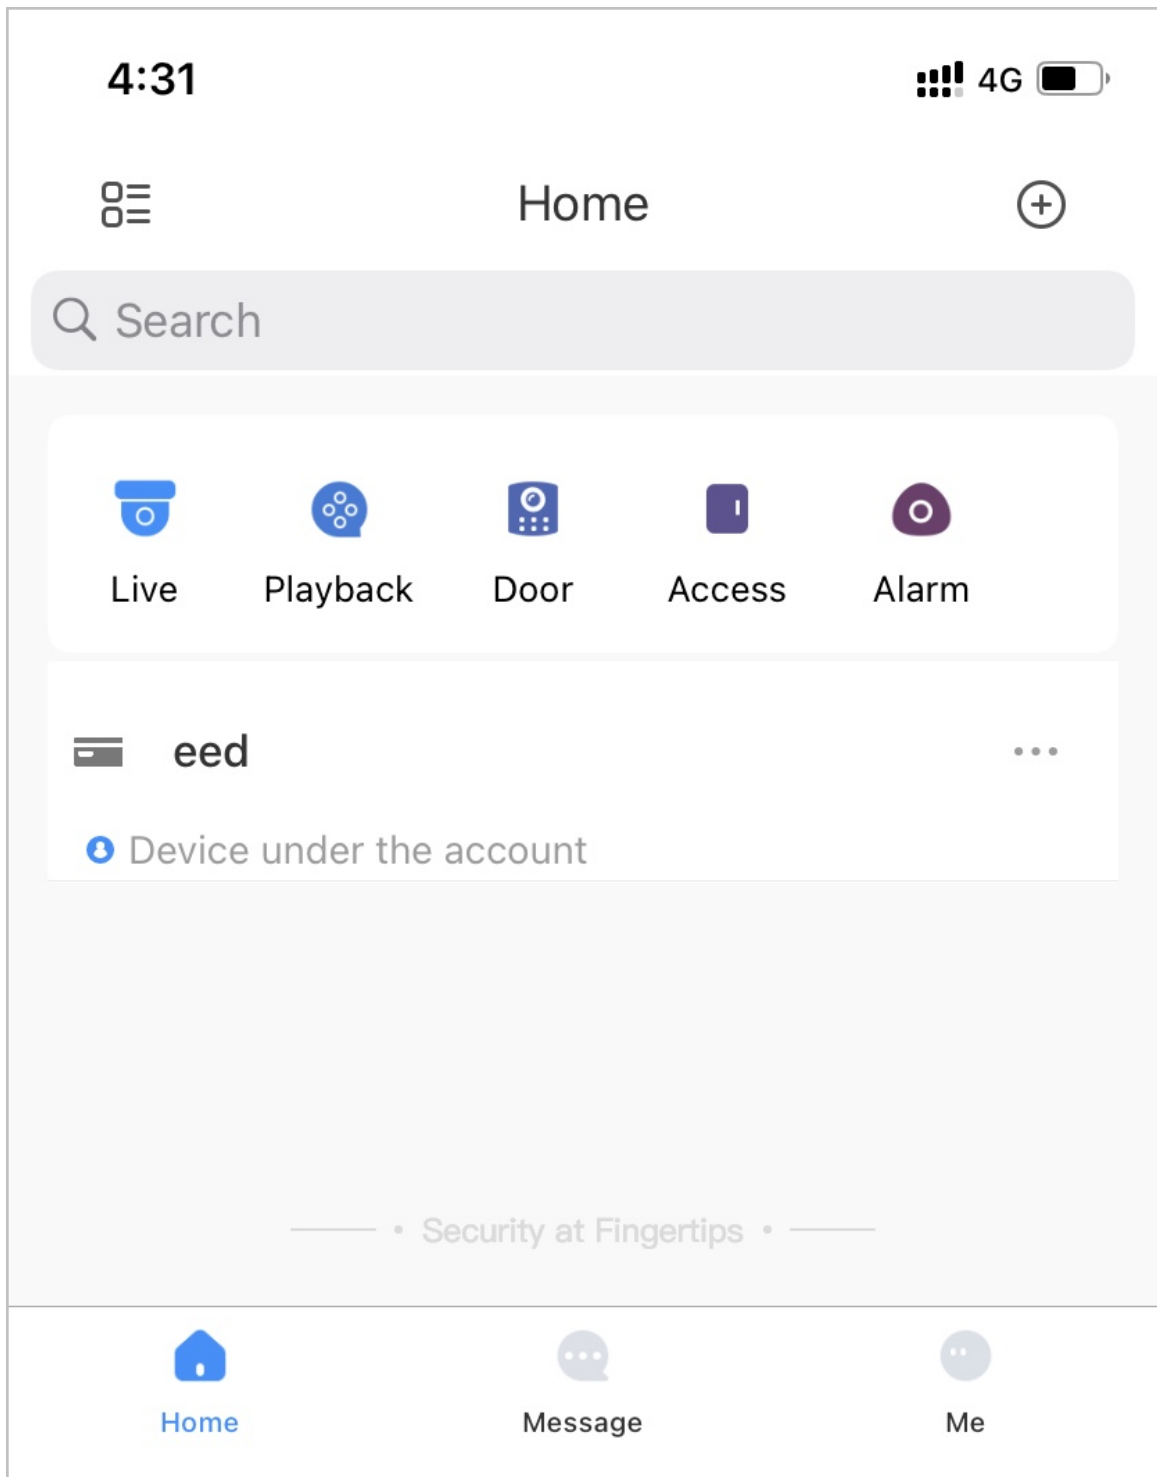 4:31 4G
Home
Search
Live Playback Door Access Alarm
eed
Device under the account
Security at Fingertips
Home Message Me